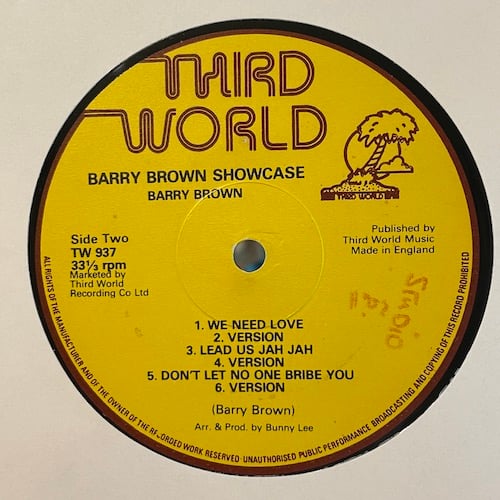 THIRD
WORLD
BARRY BROWN SHOWCASE
BARRY BROWN
THIRD WORLD
Side Two
TW 937
33⅓ rpm
Marketed by
Third World
Recording Co Ltd
Published by
Third World Music
Made in England
STUDIO
1. WE NEED LOVE
2. VERSION
3. LEAD US JAH JAH
4. VERSION
5. DON'T LET NO ONE BRIBE YOU
6. VERSION
(Barry Brown)
Arr. & Prod. by Bunny Lee
ALL RIGHTS OF THE MANUFACTURER AND OF THE OWNER OF THE RECORDED WORK RESERVED · UNAUTHORISED PUBLIC PERFORMANCE BROADCASTING AND COPYING OF THIS RECORD PROHIBITED